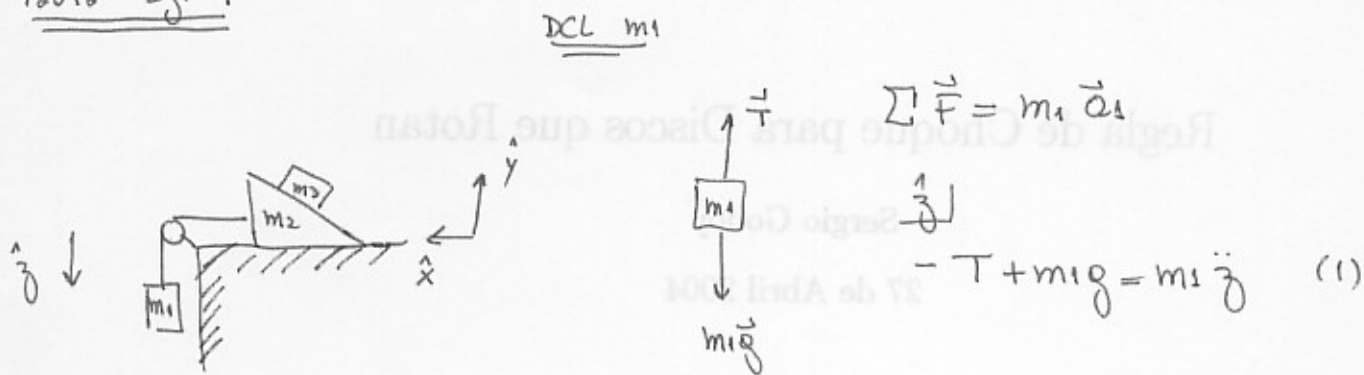 DCL m1
ẑ ↓
m1
m2
m3
ŷ
x̂
T⃗
m1
m1g⃗
∑ F⃗ = m1 a⃗1
ẑ
- T + m1g = m1 z̈ (1)
Regla de Choque para Discos que Rotan
Sergio
27 de Abril 2004